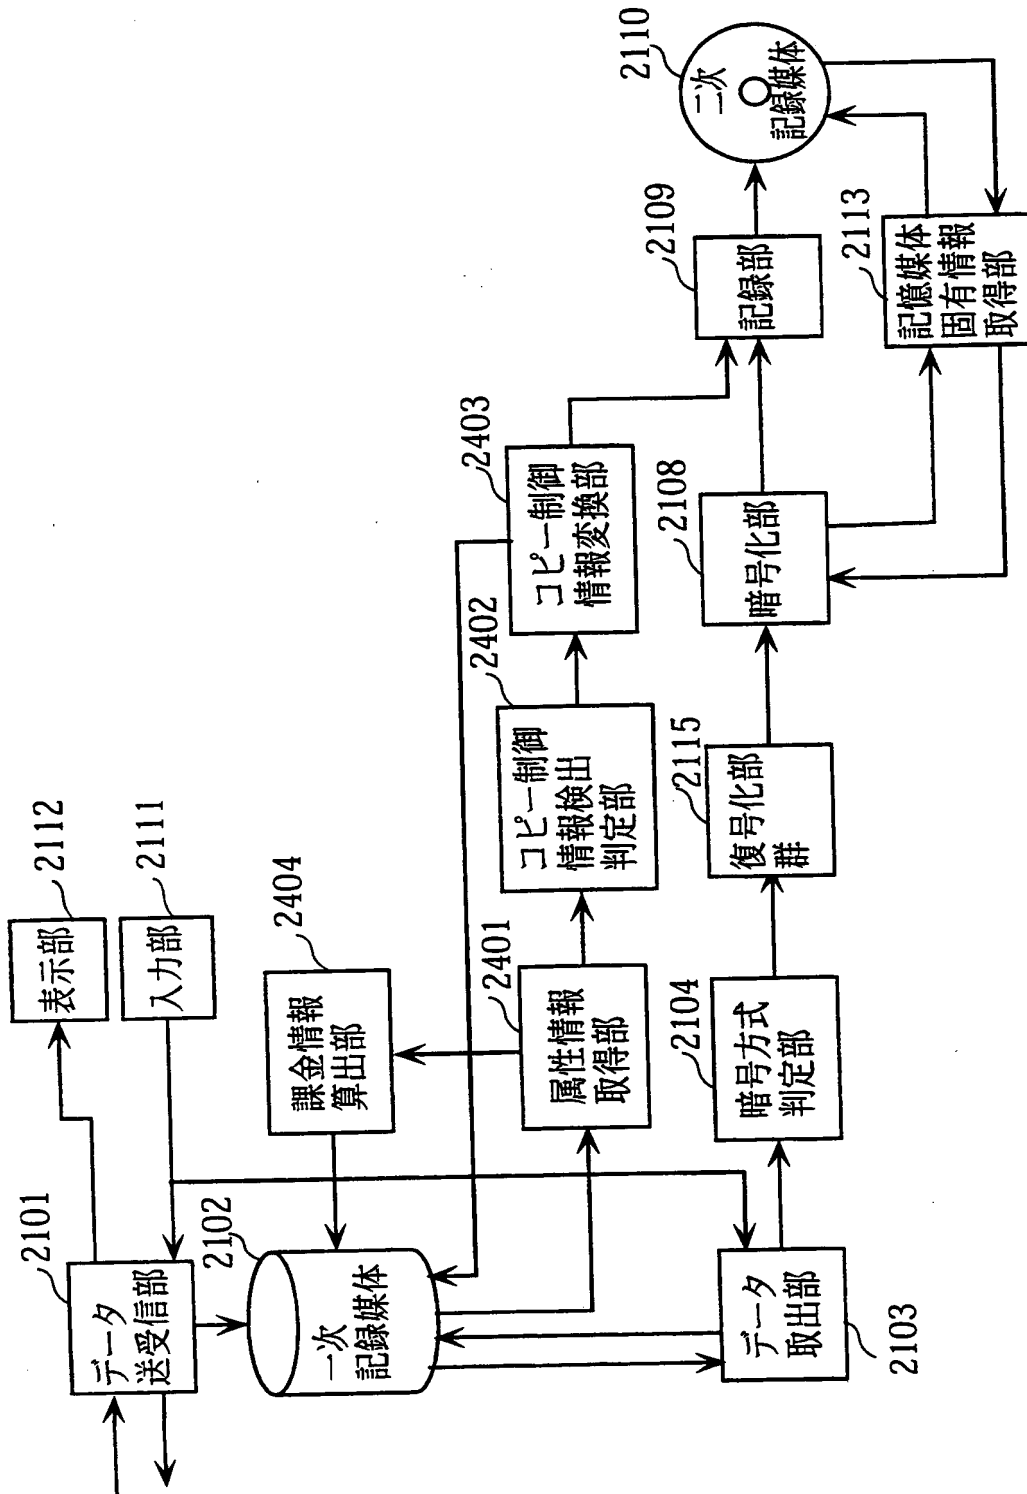 2101
データ
送受信部
表示部
2112
入力部
2111
2102
一次
記録媒体
課金情報
算出部
2404
属性情報
取得部
2401
コピー制御
情報検出
判定部
2402
コピー制御
情報変換部
2403
データ
取出部
2103
暗号方式
判定部
2104
復号化部
群
2115
暗号化部
2108
記録部
2109
二次
記録媒体
2110
記憶媒体
固有情報
取得部
2113